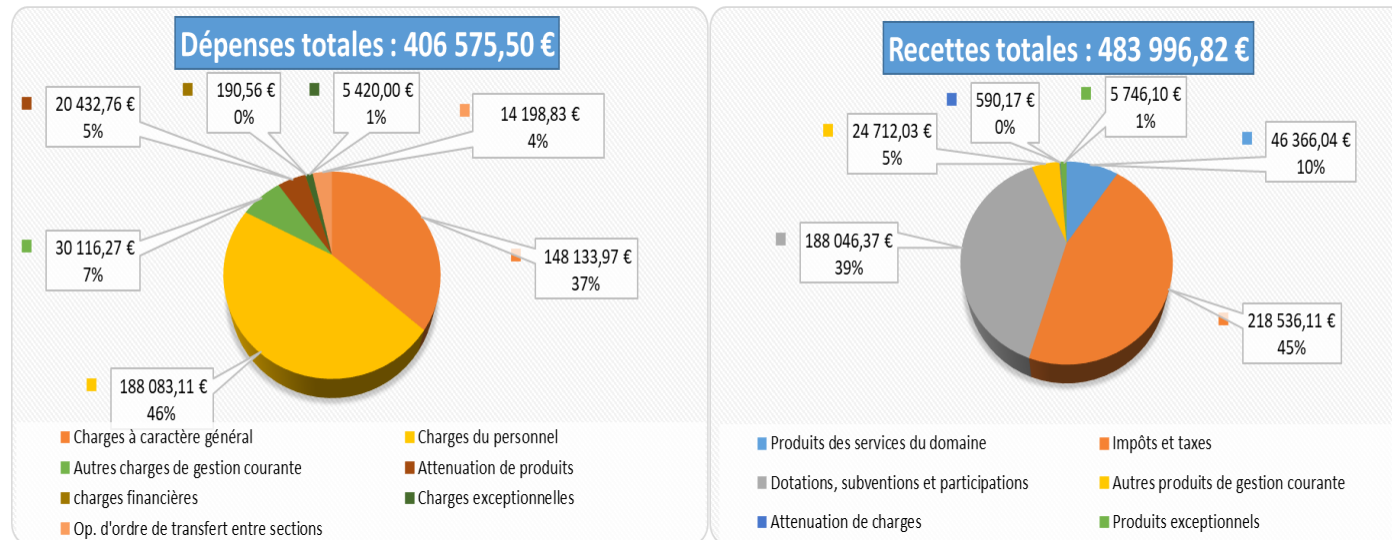 Dépenses totales : 406 575,50 €
20 432,76 €
5%
190,56 €
0%
5 420,00 €
1%
14 198,83 €
4%
30 116,27 €
7%
148 133,97 €
37%
188 083,11 €
46%
Charges à caractère général
Charges du personnel
Autres charges de gestion courante
Attenuation de produits
charges financières
Charges exceptionnelles
Op. d'ordre de transfert entre sections
Recettes totales : 483 996,82 €
24 712,03 €
5%
590,17 €
0%
5 746,10 €
1%
46 366,04 €
10%
188 046,37 €
39%
218 536,11 €
45%
Produits des services du domaine
Impôts et taxes
Dotations, subventions et participations
Autres produits de gestion courante
Attenuation de charges
Produits exceptionnels